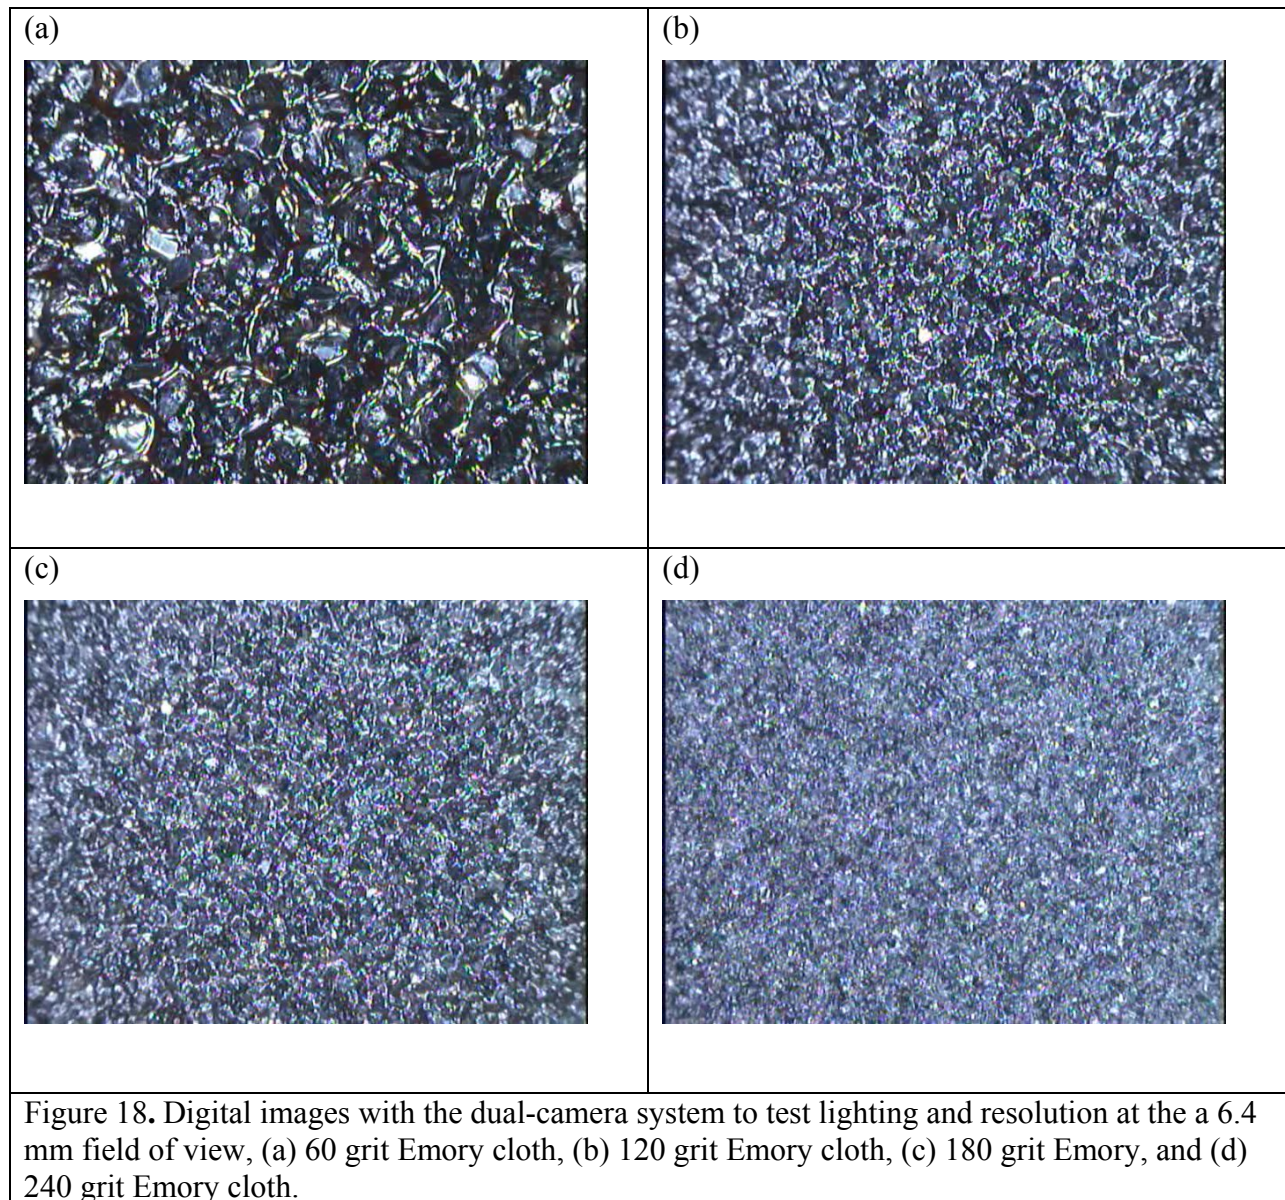 (a)
(b)
(c)
(d)
Figure 18. Digital images with the dual-camera system to test lighting and resolution at the a 6.4
mm field of view, (a) 60 grit Emory cloth, (b) 120 grit Emory cloth, (c) 180 grit Emory, and (d)
240 grit Emory cloth.